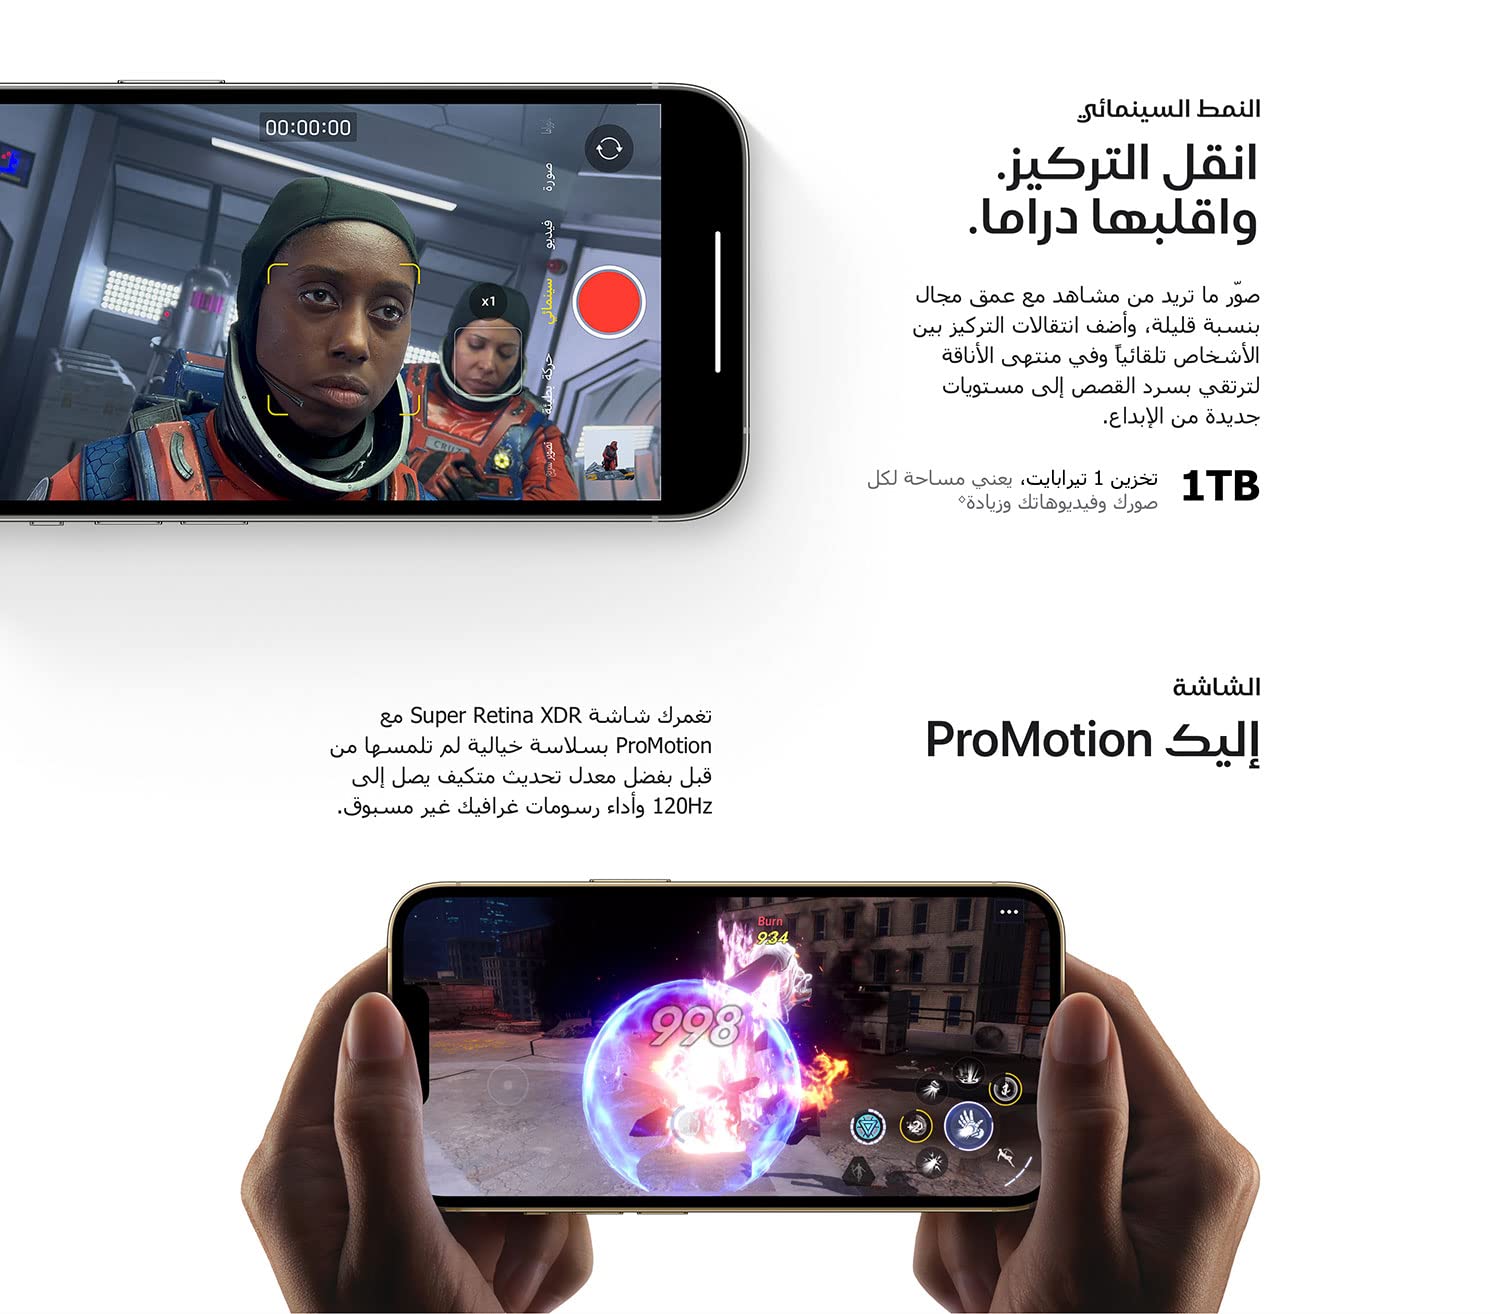 النمط السينمائي
انقل التركيز.
واقلبها دراما.
صوّر ما تريد من مشاهد مع عمق مجال
بنسبة قليلة، وأضف انتقالات التركيز بين
الأشخاص تلقائياً وفي منتهى الأناقة
لترتقي بسرد القصص إلى مستويات
جديدة من الإبداع.
1TB
تخزين 1 تيرابايت، يعني مساحة لكل
صورك وفيديوهاتك وزيادة◊
00:00:00
صورة
فيديو
سينمائي
حركة بطيئة
x1
CRUZ
الشاشة
إليك ProMotion
تغمرك شاشة Super Retina XDR مع
ProMotion بسلاسة خيالية لم تلمسها من
قبل بفضل معدل تحديث متكيف يصل إلى
120Hz وأداء رسومات غرافيك غير مسبوق.
Burn
934
998